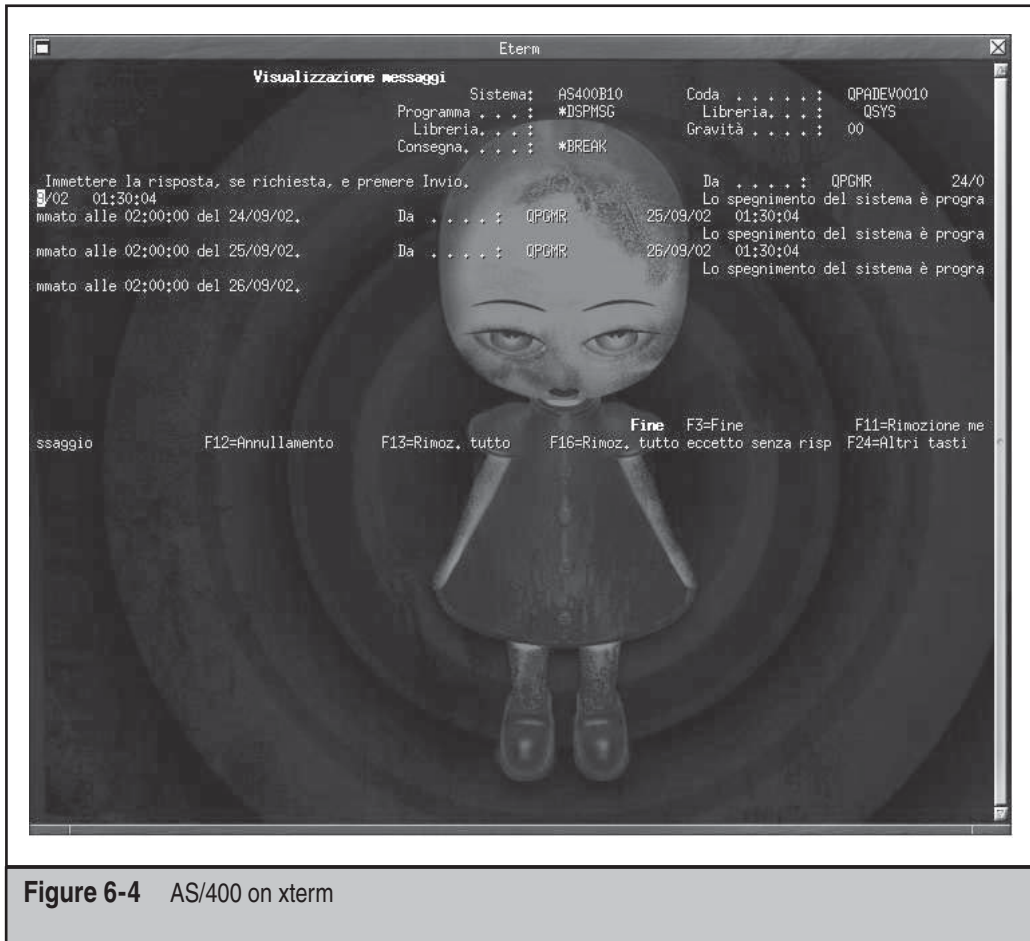 Eterm
Visualizzazione messaggi
Sistema: AS400B10 Coda . . . . . : QPADEV0010
Programma . . . : *DSPMSG Libreria. . . : QSYS
Libreria. . . : Gravità . . . . : 00
Consegna. . . . : *BREAK
Immettere la risposta, se richiesta, e premere Invio. Da . . . . : QPGMR 24/0
9/02 01:30:04 Lo spegnimento del sistema è progra
mmato alle 02:00:00 del 24/09/02. Da . . . . : QPGMR 25/09/02 01:30:04
Lo spegnimento del sistema è progra
mmato alle 02:00:00 del 25/09/02. Da . . . . : QPGMR 26/09/02 01:30:04
Lo spegnimento del sistema è progra
mmato alle 02:00:00 del 26/09/02.
Fine F3=Fine F11=Rimozione me
ssaggio F12=Annullamento F13=Rimoz. tutto F16=Rimoz. tutto eccetto senza risp F24=Altri tasti
Figure 6-4 AS/400 on xterm